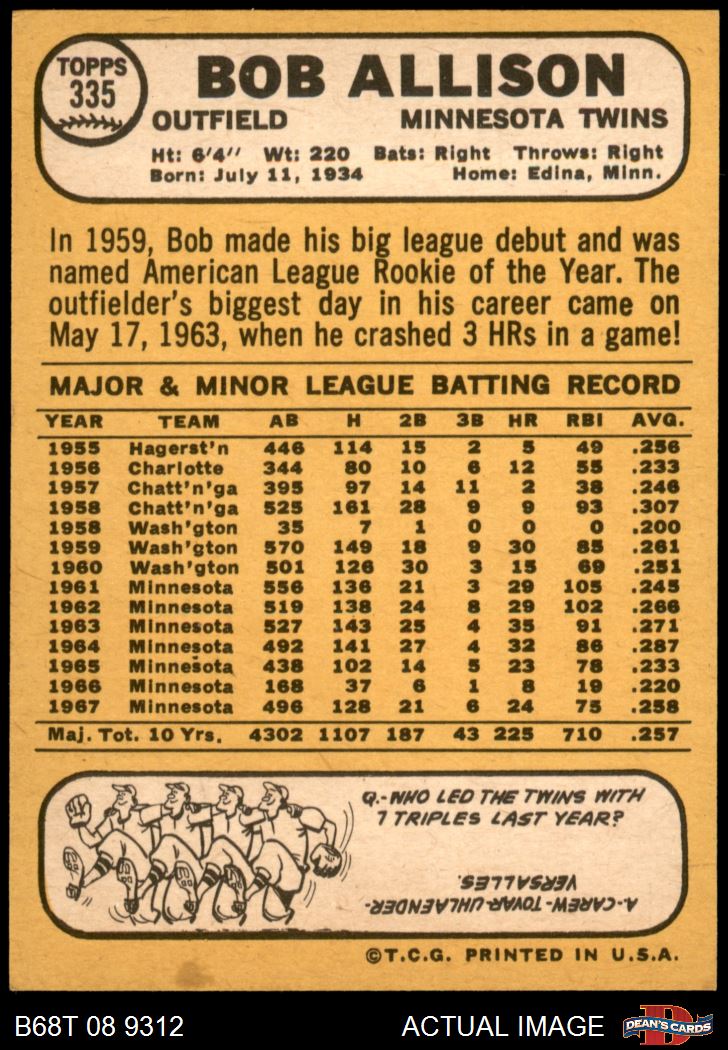 TOPPS
335
BOB ALLISON
OUTFIELD MINNESOTA TWINS
Ht: 6'4" Wt: 220 Bats: Right Throws: Right
Born: July 11, 1934 Home: Edina, Minn.
In 1959, Bob made his big league debut and was
named American League Rookie of the Year. The
outfielder's biggest day in his career came on
May 17, 1963, when he crashed 3 HRs in a game!
MAJOR & MINOR LEAGUE BATTING RECORD
YEAR TEAM AB H 2B 3B HR RBI AVG.
1955 Hagerst'n 446 114 15 2 5 49 .256
1956 Charlotte 344 80 10 6 12 55 .233
1957 Chatt'n'ga 395 97 14 11 2 38 .246
1958 Chatt'n'ga 525 161 28 9 9 93 .307
1958 Wash'gton 35 7 1 0 0 0 .200
1959 Wash'gton 570 149 18 9 30 85 .261
1960 Wash'gton 501 126 30 3 15 69 .251
1961 Minnesota 556 136 21 3 29 105 .245
1962 Minnesota 519 138 24 8 29 102 .266
1963 Minnesota 527 143 25 4 35 91 .271
1964 Minnesota 492 141 27 4 32 86 .287
1965 Minnesota 438 102 14 5 23 78 .233
1966 Minnesota 168 37 6 1 8 19 .220
1967 Minnesota 496 128 21 6 24 75 .258
Maj. Tot. 10 Yrs. 4302 1107 187 43 225 710 .257
Q.-WHO LED THE TWINS WITH
7 TRIPLES LAST YEAR?
A.-CAREW-TOVAR-UHLAENDER-
VERSALLES.
©T.C.G. PRINTED IN U.S.A.
B68T 08 9312 ACTUAL IMAGE D DEAN'S CARDS